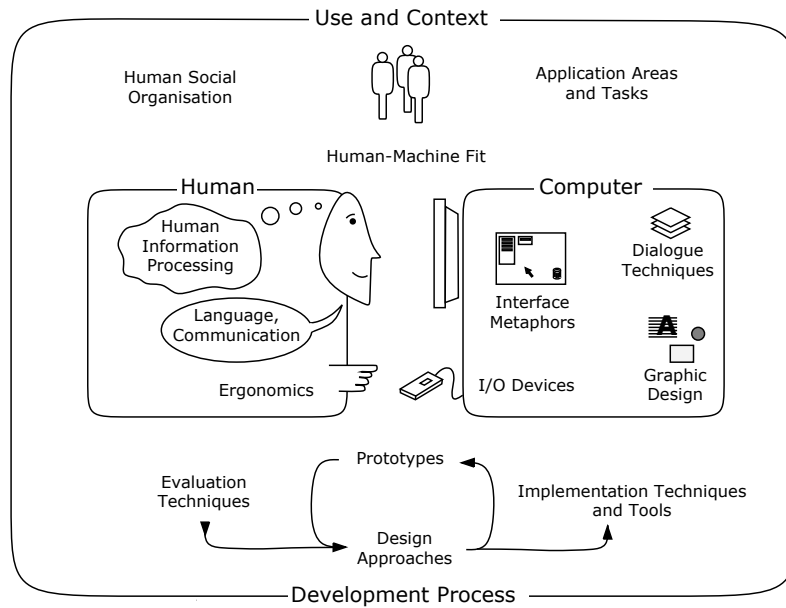 Use and Context
Human Social
Organisation
Application Areas
and Tasks
Human-Machine Fit
Human
Human
Information
Processing
Language,
Communication
Ergonomics
Computer
Interface
Metaphors
Dialogue
Techniques
I/O Devices
A
Graphic
Design
Evaluation
Techniques
Prototypes
Design
Approaches
Implementation Techniques
and Tools
Development Process